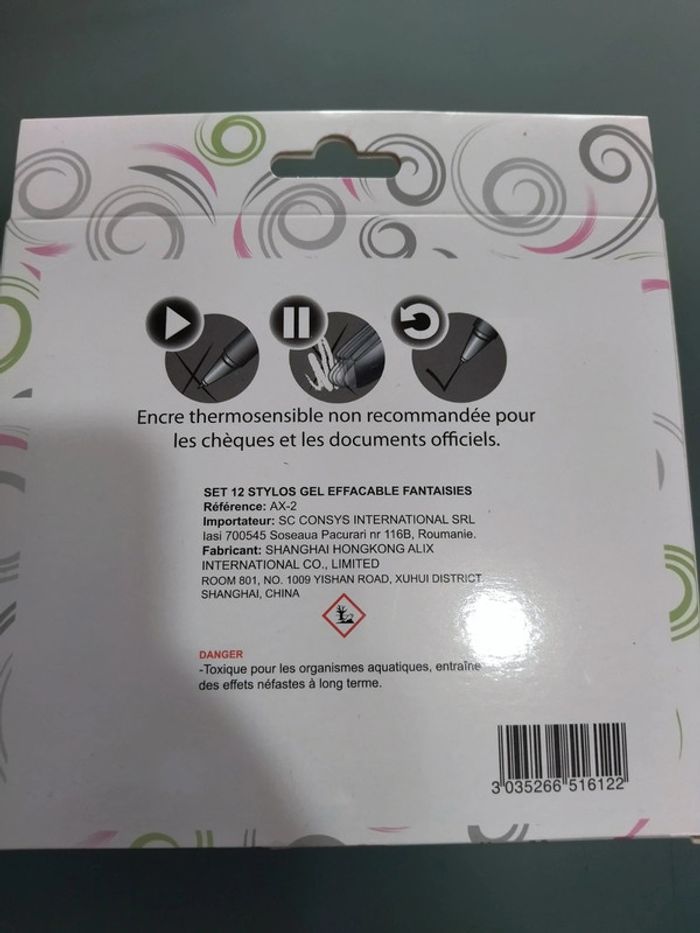 Encre thermosensible non recommandée pour
les chèques et les documents officiels.
SET 12 STYLOS GEL EFFACABLE FANTAISIES
Référence: AX-2
Importateur: SC CONSYS INTERNATIONAL SRL
Iasi 700545 Soseaua Pacurari nr 116B, Roumanie.
Fabricant: SHANGHAI HONGKONG ALIX
INTERNATIONAL CO., LIMITED
ROOM 801, NO. 1009 YISHAN ROAD, XUHUI DISTRICT
SHANGHAI, CHINA
DANGER
-Toxique pour les organismes aquatiques, entraîne
des effets néfastes à long terme.
3 035266 516122